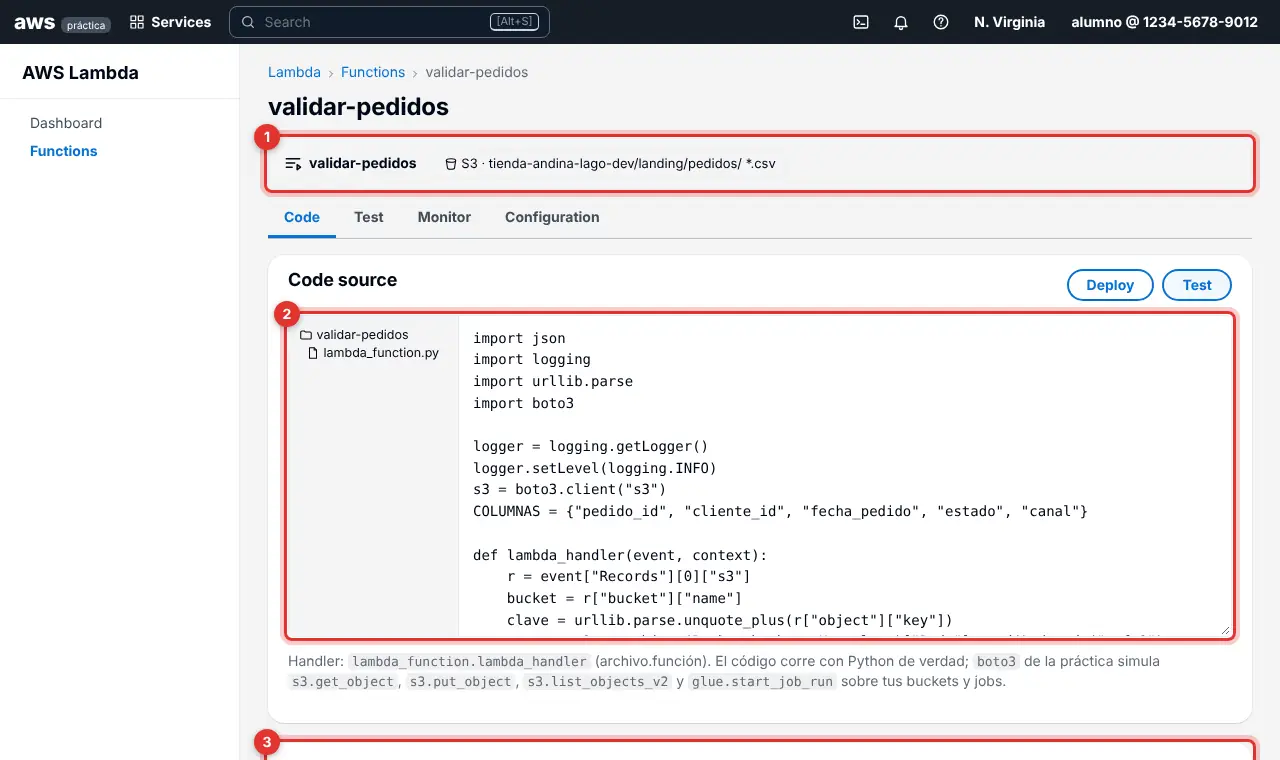 aws práctica Services Search [Alt+S] N. Virginia alumno @ 1234-5678-9012
AWS Lambda
Dashboard
Functions
Lambda › Functions › validar-pedidos
validar-pedidos
1
validar-pedidos S3 · tienda-andina-lago-dev/landing/pedidos/ *.csv
Code Test Monitor Configuration
Code source
Deploy Test
2
validar-pedidos
lambda_function.py
import json
import logging
import urllib.parse
import boto3
logger = logging.getLogger()
logger.setLevel(logging.INFO)
s3 = boto3.client("s3")
COLUMNAS = {"pedido_id", "cliente_id", "fecha_pedido", "estado", "canal"}
def lambda_handler(event, context):
r = event["Records"][0]["s3"]
bucket = r["bucket"]["name"]
clave = urllib.parse.unquote_plus(r["object"]["key"])
Handler: lambda_function.lambda_handler (archivo.función). El código corre con Python de verdad; boto3 de la práctica simula
s3.get_object, s3.put_object, s3.list_objects_v2 y glue.start_job_run sobre tus buckets y jobs.
3